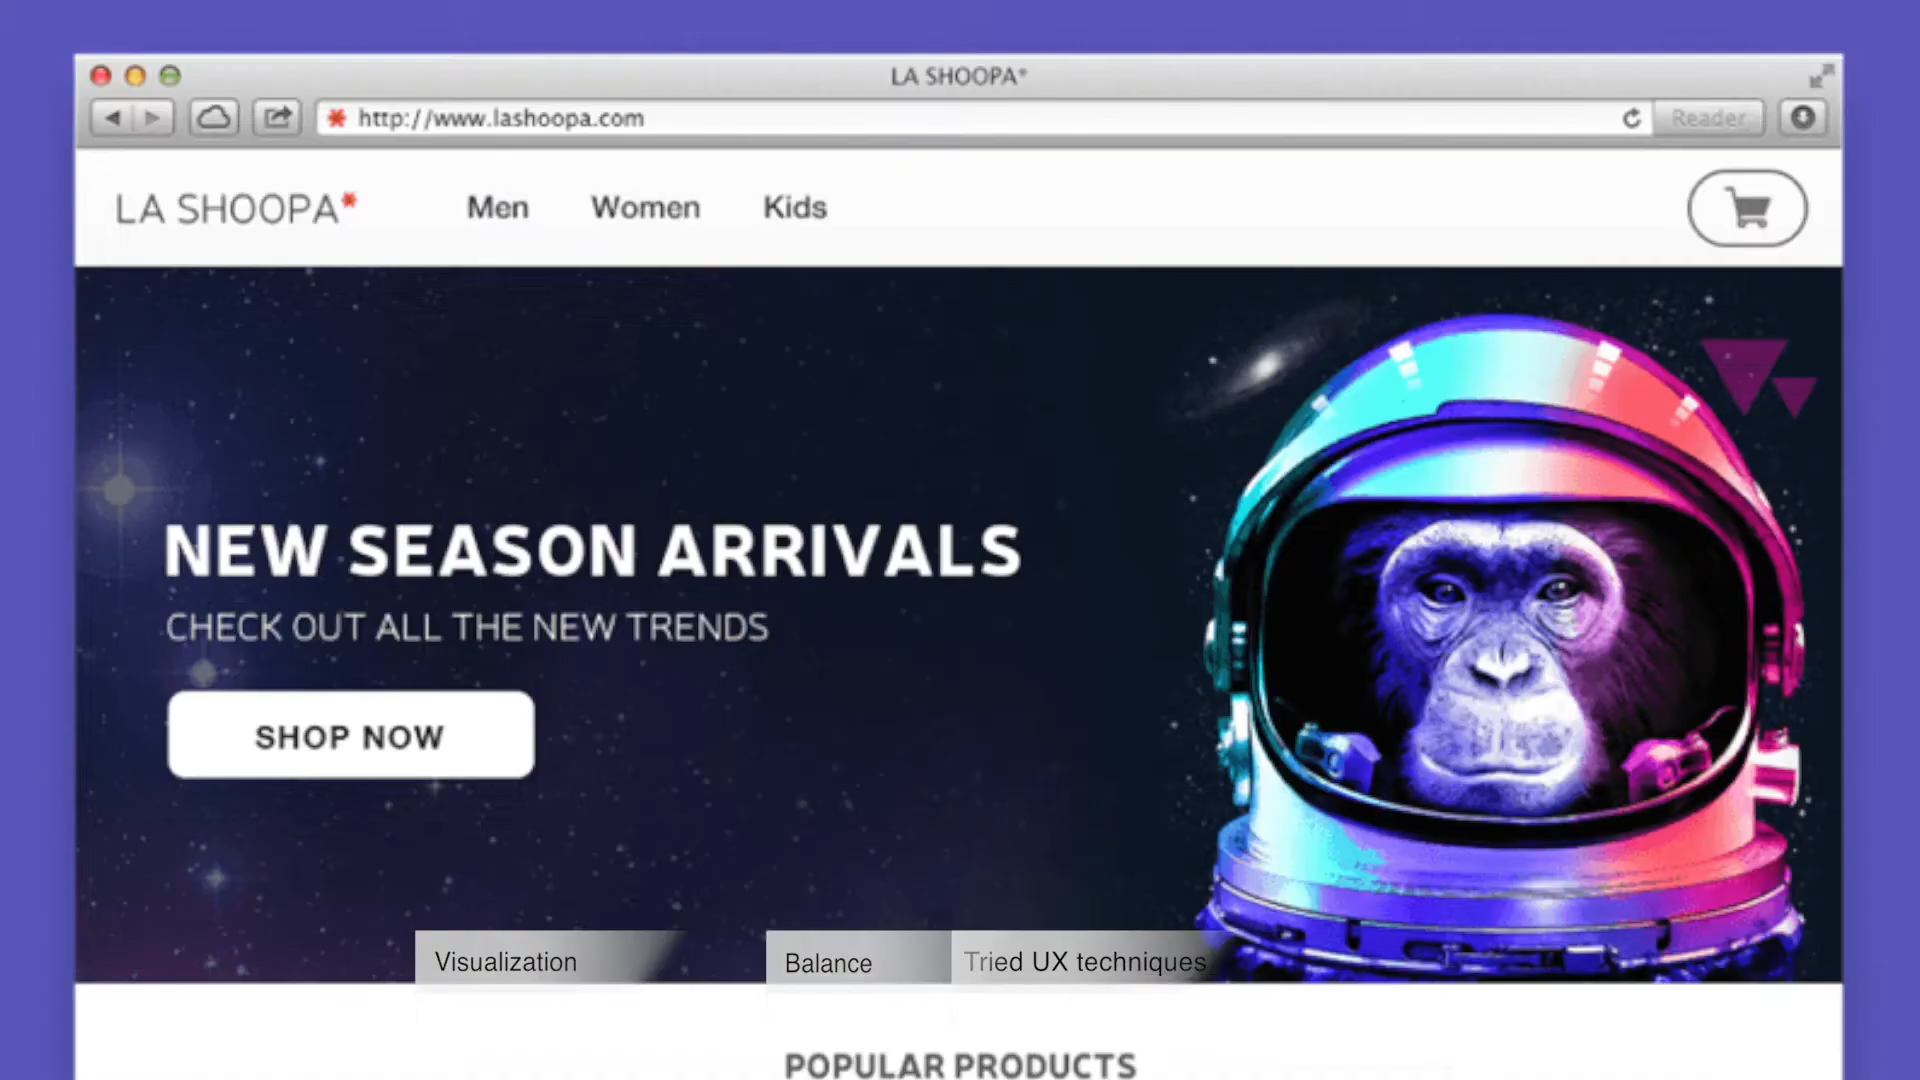 LA SHOOPA*
http://www.lashoopa.com
Reader
LA SHOOPA*
Men
Women
Kids
NEW SEASON ARRIVALS
CHECK OUT ALL THE NEW TRENDS
SHOP NOW
Visualization
Balance
Tried UX techniques
POPULAR PRODUCTS